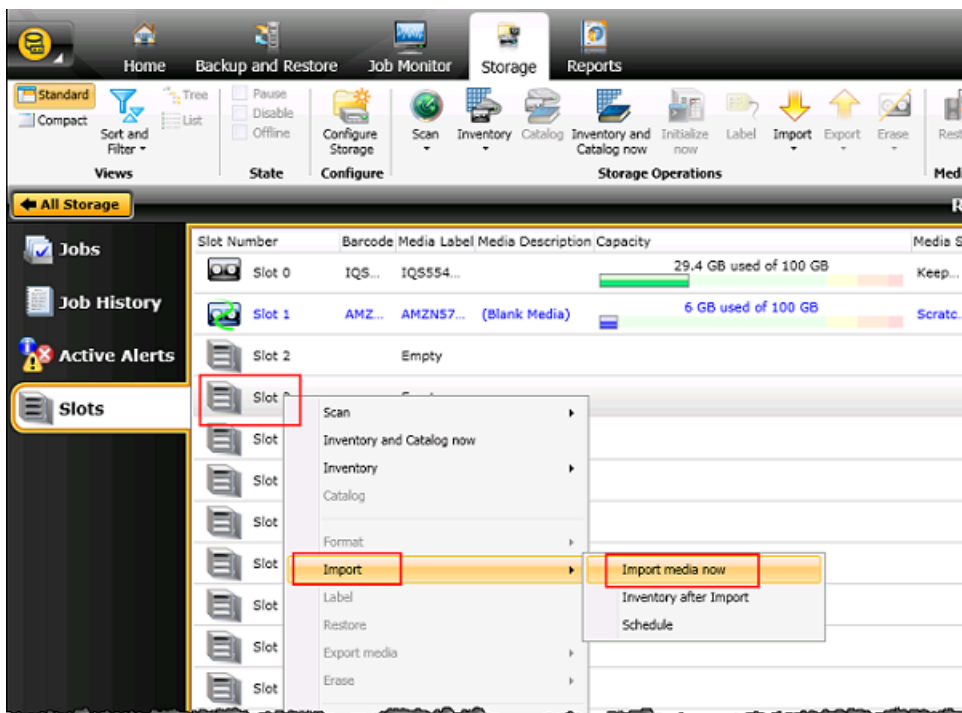 Home Backup and Restore Job Monitor Storage Reports
Standard
Compact
Sort and Filter
Tree
List
Views
Pause
Disable
Offline
State
Configure Storage
Configure
Scan
Inventory
Catalog
Inventory and Catalog now
Initialize now
Label
Import
Export
Erase
Storage Operations
All Storage
Jobs
Job History
Active Alerts
Slots
Slot Number Barcode Media Label Media Description Capacity Media S
Slot 0 IQS... IQS554... 29.4 GB used of 100 GB Keep...
Slot 1 AMZ... AMZN57... (Blank Media) 6 GB used of 100 GB Scratc.
Slot 2 Empty
Slot
Slot
Slot
Slot
Slot
Slot
Slot
Slot
Scan
Inventory and Catalog now
Inventory
Catalog
Format
Import
Label
Restore
Export media
Erase
Import media now
Inventory after Import
Schedule